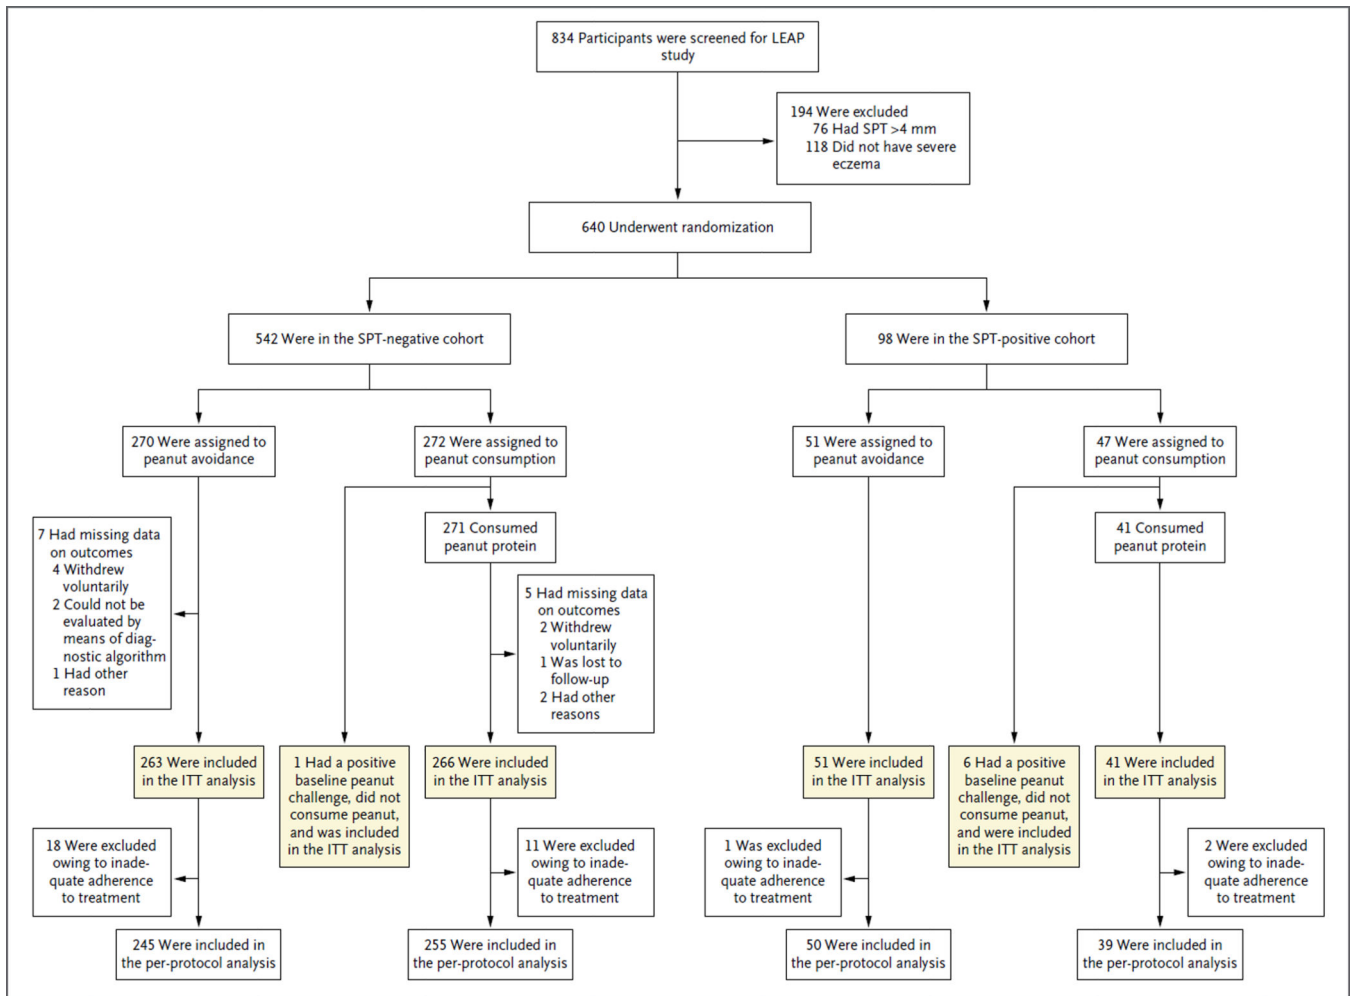 834 Participants were screened for LEAP
study
194 Were excluded
76 Had SPT >4 mm
118 Did not have severe
eczema
640 Underwent randomization
542 Were in the SPT-negative cohort
98 Were in the SPT-positive cohort
270 Were assigned to
peanut avoidance
272 Were assigned to
peanut consumption
51 Were assigned to
peanut avoidance
47 Were assigned to
peanut consumption
7 Had missing data
on outcomes
4 Withdrew
voluntarily
2 Could not be
evaluated by
means of diag-
nostic algorithm
1 Had other
reason
271 Consumed
peanut protein
5 Had missing data
on outcomes
2 Withdrew
voluntarily
1 Was lost to
follow-up
2 Had other
reasons
41 Consumed
peanut protein
263 Were included
in the ITT analysis
1 Had a positive
baseline peanut
challenge, did not
consume peanut,
and was included
in the ITT analysis
266 Were included
in the ITT analysis
51 Were included
in the ITT analysis
6 Had a positive
baseline peanut
challenge, did not
consume peanut,
and were included
in the ITT analysis
41 Were included
in the ITT analysis
18 Were excluded
owing to inade-
quate adherence
to treatment
11 Were excluded
owing to inade-
quate adherence
to treatment
1 Was excluded
owing to inade-
quate adherence
to treatment
2 Were excluded
owing to inade-
quate adherence
to treatment
245 Were included in
the per-protocol analysis
255 Were included in
the per-protocol analysis
50 Were included in
the per-protocol analysis
39 Were included in
the per-protocol analysis